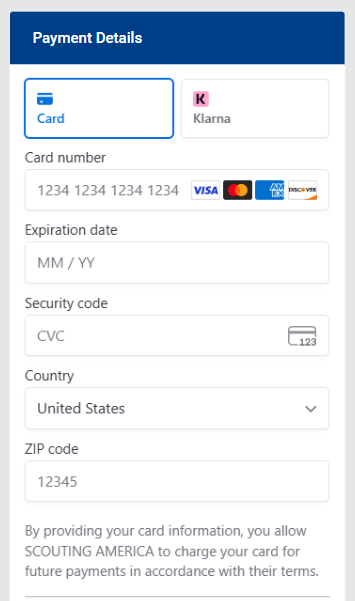 Payment Details
K
Card
Klarna
Card number
1234 1234 1234 1234 VISA AM EX DISCOVER
Expiration date
MM / YY
Security code
CVC 123
Country
United States
ZIP code
12345
By providing your card information, you allow
SCOUTING AMERICA to charge your card for
future payments in accordance with their terms.